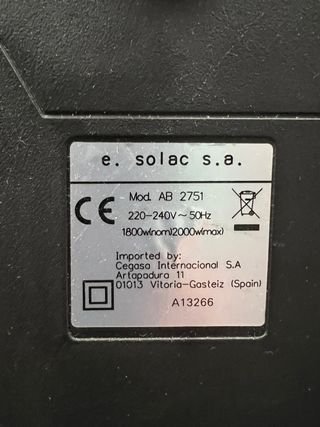 e. solac s.a.
Mod. AB 2751
220-240V~50Hz
1800w(nom)2000w(max)
Imported by:
Cegasa Internacional S.A
Artapadura 11
01013 Vitoria-Gasteiz (Spain)
A13266